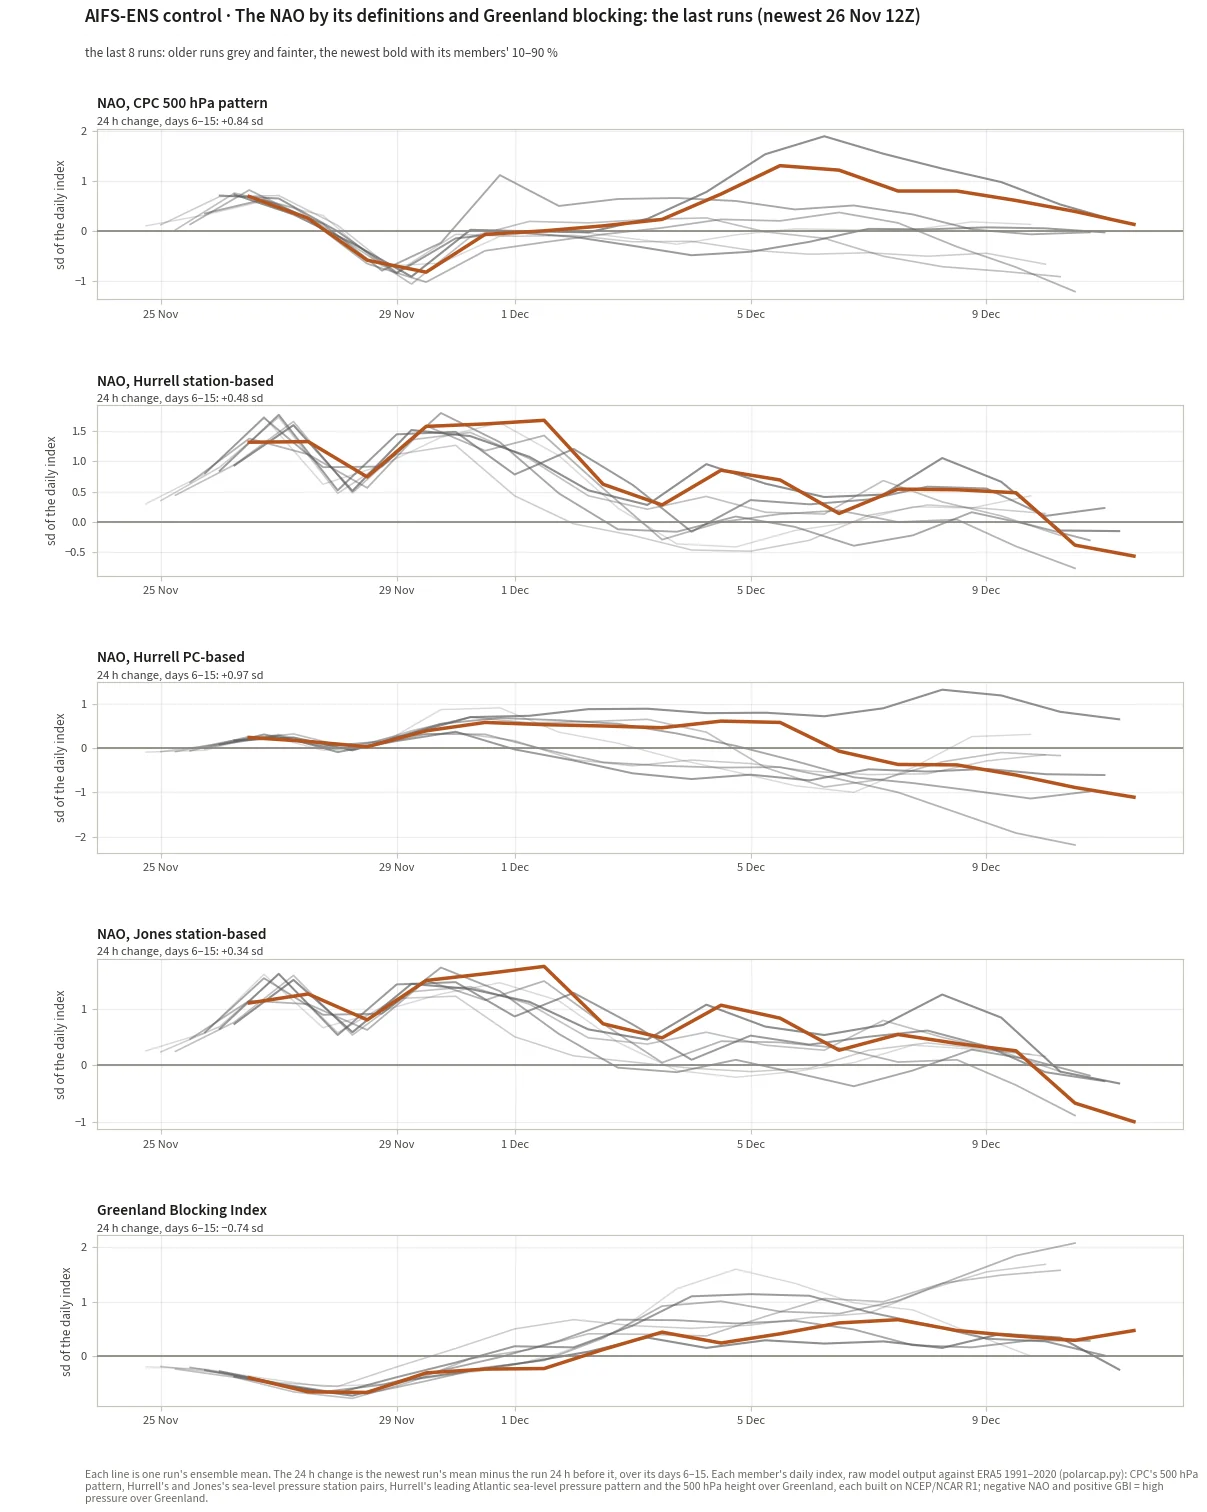 AIFS-ENS control · The NAO by its definitions and Greenland blocking: the last runs (newest 26 Nov 12Z)
the last 8 runs: older runs grey and fainter, the newest bold with its members' 10–90 %
NAO, CPC 500 hPa pattern
24 h change, days 6–15: +0.84 sd
sd of the daily index
2
1
0
−1
25 Nov
29 Nov
1 Dec
5 Dec
9 Dec
NAO, Hurrell station-based
24 h change, days 6–15: +0.48 sd
sd of the daily index
1.5
1.0
0.5
0.0
−0.5
25 Nov
29 Nov
1 Dec
5 Dec
9 Dec
NAO, Hurrell PC-based
24 h change, days 6–15: +0.97 sd
sd of the daily index
1
0
−1
−2
25 Nov
29 Nov
1 Dec
5 Dec
9 Dec
NAO, Jones station-based
24 h change, days 6–15: +0.34 sd
sd of the daily index
1
0
−1
25 Nov
29 Nov
1 Dec
5 Dec
9 Dec
Greenland Blocking Index
24 h change, days 6–15: −0.74 sd
sd of the daily index
2
1
0
25 Nov
29 Nov
1 Dec
5 Dec
9 Dec
Each line is one run's ensemble mean. The 24 h change is the newest run's mean minus the run 24 h before it, over its days 6–15. Each member's daily index, raw model output against ERA5 1991–2020 (polarcap.py): CPC's 500 hPa
pattern, Hurrell's and Jones's sea-level pressure station pairs, Hurrell's leading Atlantic sea-level pressure pattern and the 500 hPa height over Greenland, each built on NCEP/NCAR R1; negative NAO and positive GBI = high
pressure over Greenland.